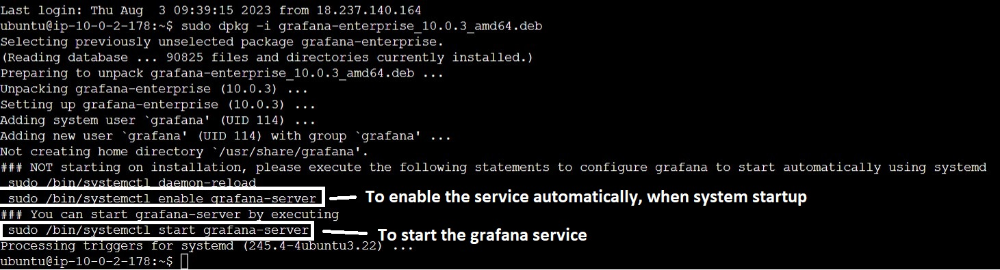 Last login: Thu Aug  3 09:39:15 2023 from 18.237.140.164
ubuntu@ip-10-0-2-178:~$ sudo dpkg -i grafana-enterprise_10.0.3_amd64.deb
Selecting previously unselected package grafana-enterprise.
(Reading database ... 90825 files and directories currently installed.)
Preparing to unpack grafana-enterprise_10.0.3_amd64.deb ...
Unpacking grafana-enterprise (10.0.3) ...
Setting up grafana-enterprise (10.0.3) ...
Adding system user `grafana' (UID 114) ...
Adding new user `grafana' (UID 114) with group `grafana' ...
Not creating home directory `/usr/share/grafana'.
### NOT starting on installation, please execute the following statements to configure grafana to start automatically using systemd
 sudo /bin/systemctl daemon-reload
 sudo /bin/systemctl enable grafana-server To enable the service automatically, when system startup
### You can start grafana-server by executing
 sudo /bin/systemctl start grafana-server To start the grafana service
Processing triggers for systemd (245.4-4ubuntu3.22) ...
ubuntu@ip-10-0-2-178:~$